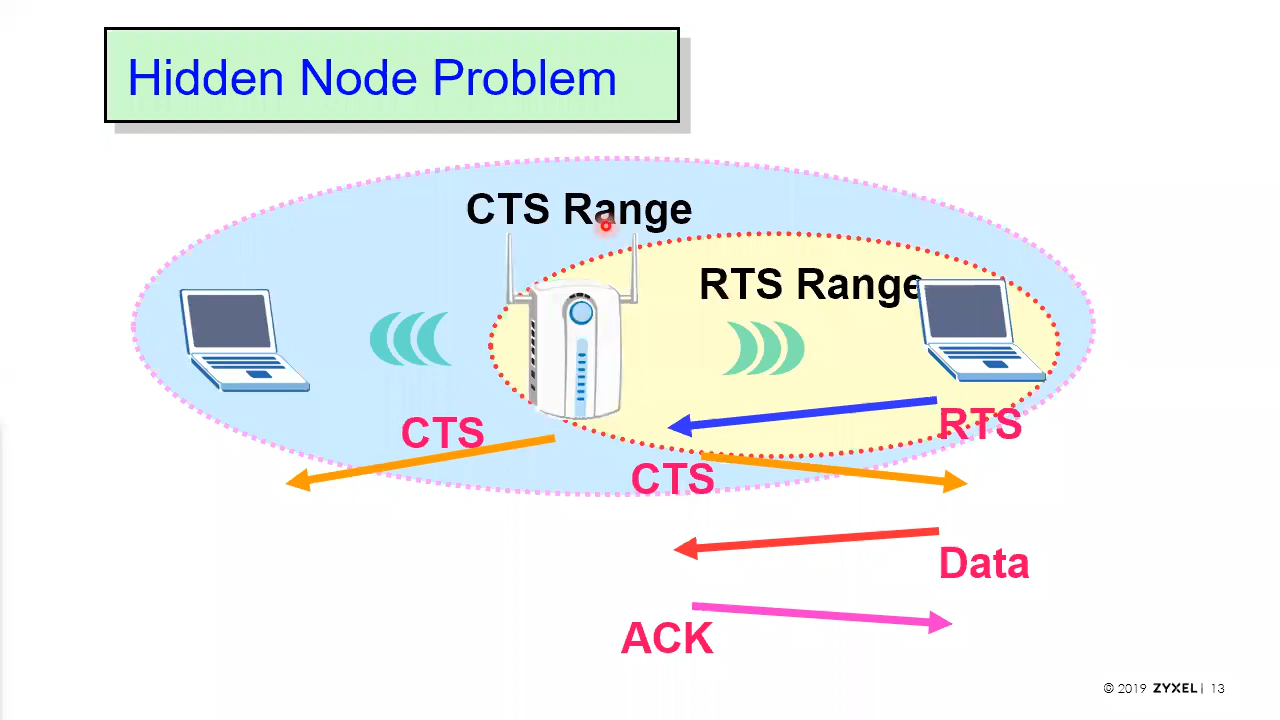 Hidden Node Problem
CTS Range
RTS Range
CTS
RTS
CTS
Data
ACK
© 2019 ZYXEL | 13